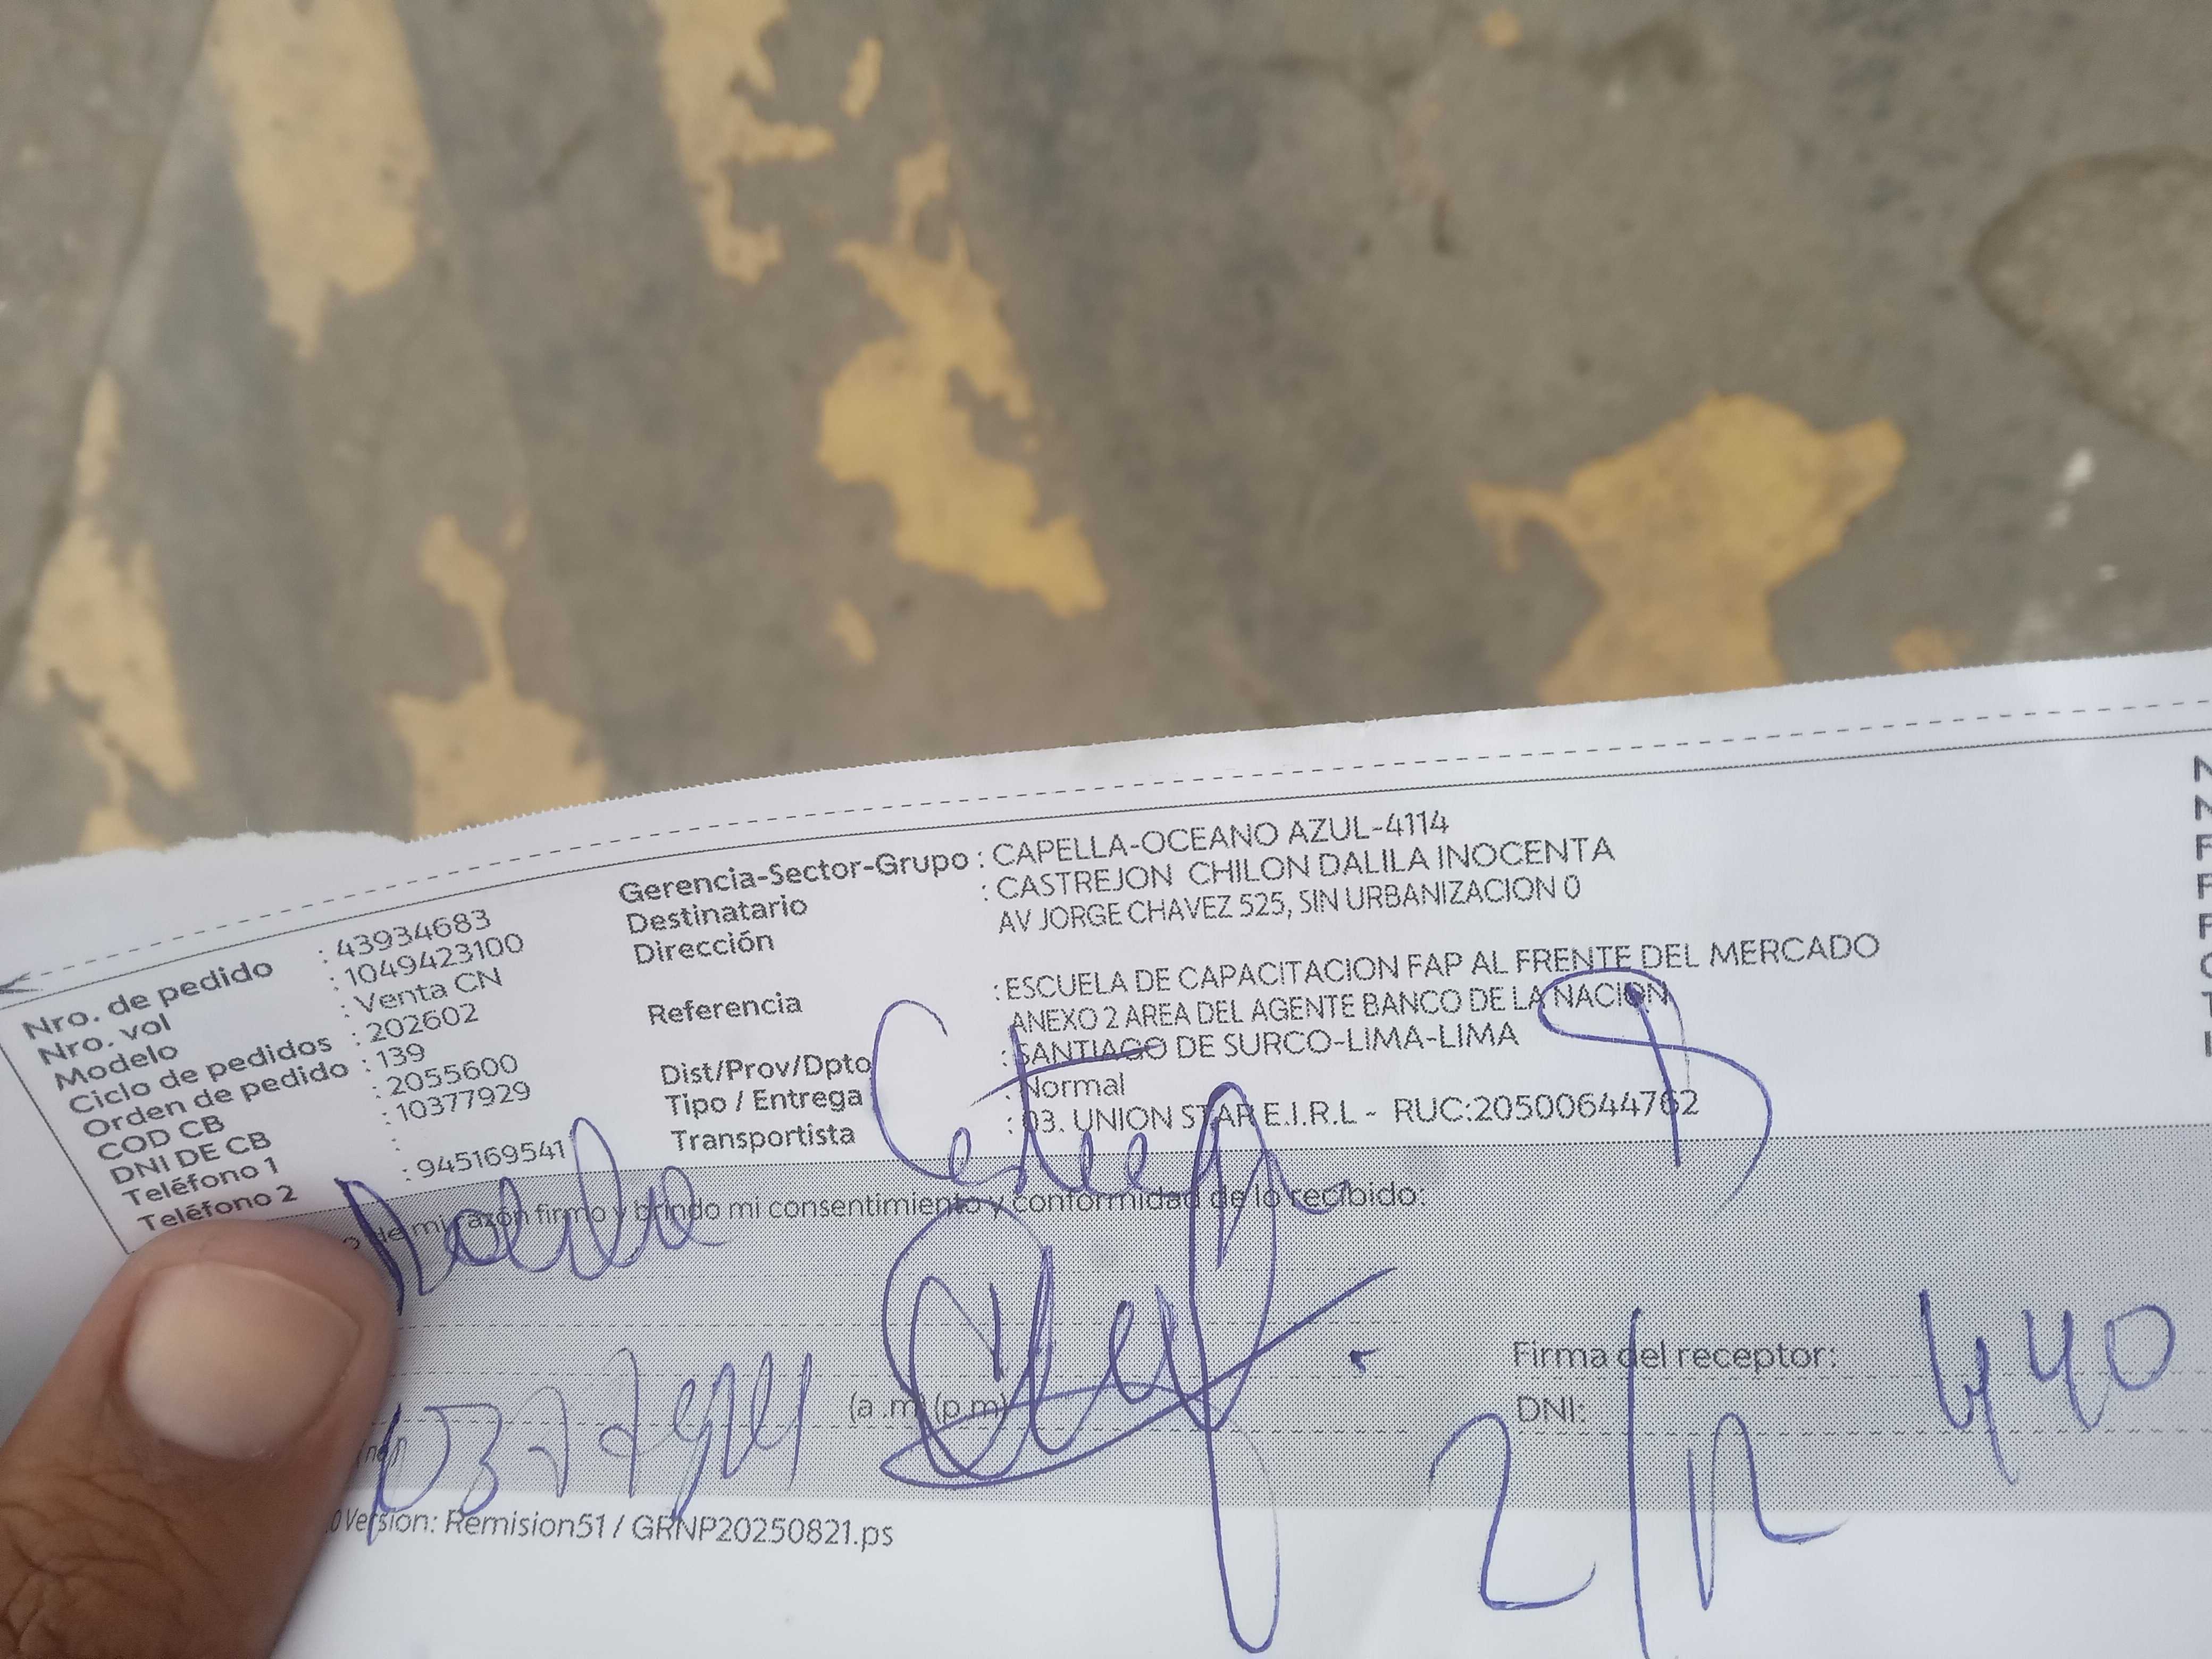 Nro. de pedido : 43934683
Nro. vol : 1049423100
Modelo : Venta CN
Ciclo de pedidos : 202602
Orden de pedido : 139
COD CB : 2055600
DNI DE CB : 10377929
Teléfono 1 :
Teléfono 2 : 945169541
Gerencia-Sector-Grupo : CAPELLA-OCEANO AZUL-4114
Destinatario : CASTREJON CHILON DALILA INOCENTA
Dirección AV JORGE CHAVEZ 525, SIN URBANIZACION 0
Referencia : ESCUELA DE CAPACITACION FAP AL FRENTE DEL MERCADO
ANEXO 2 AREA DEL AGENTE BANCO DE LA NACION
Dist/Prov/Dpto : SANTIAGO DE SURCO-LIMA-LIMA
Tipo / Entrega : Normal
Transportista : 03. UNION STAR E.I.R.L - RUC:20500644762
de mi razón firmo y brindo mi consentimiento y conformidad de lo recibido:
Dalila
Firma del receptor:
440
(a .m) (p.m)
DNI:
2/12
Version: Remision51 / GRNP20250821.ps